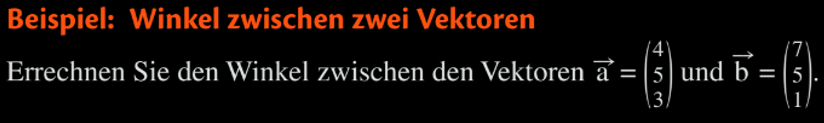 Beispiel: Winkel zwischen zwei Vektoren
Errechnen Sie den Winkel zwischen den Vektoren a⃗ = (4 5 3) und b⃗ = (7 5 1).